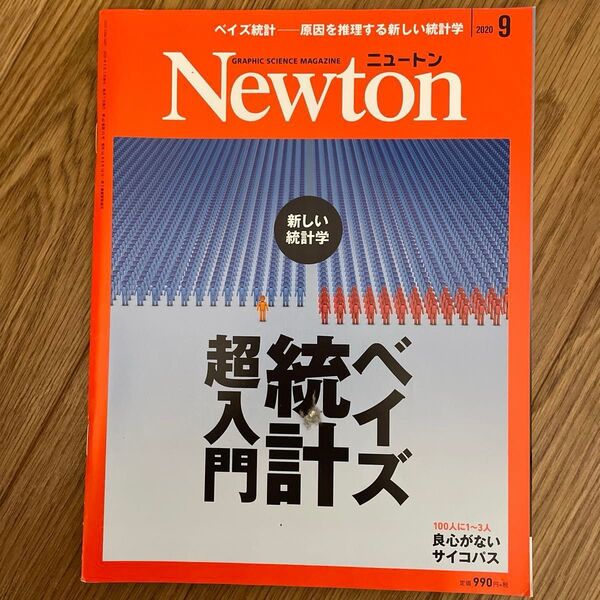 ベイズ統計——原因を推理する新しい統計学
2020 9
GRAPHIC SCIENCE MAGAZINE
ニュートン
Newton
新しい
統計学
ベイズ
統計
超入門
100人に1〜3人
良心がない
サイコパス
定価 990円+税